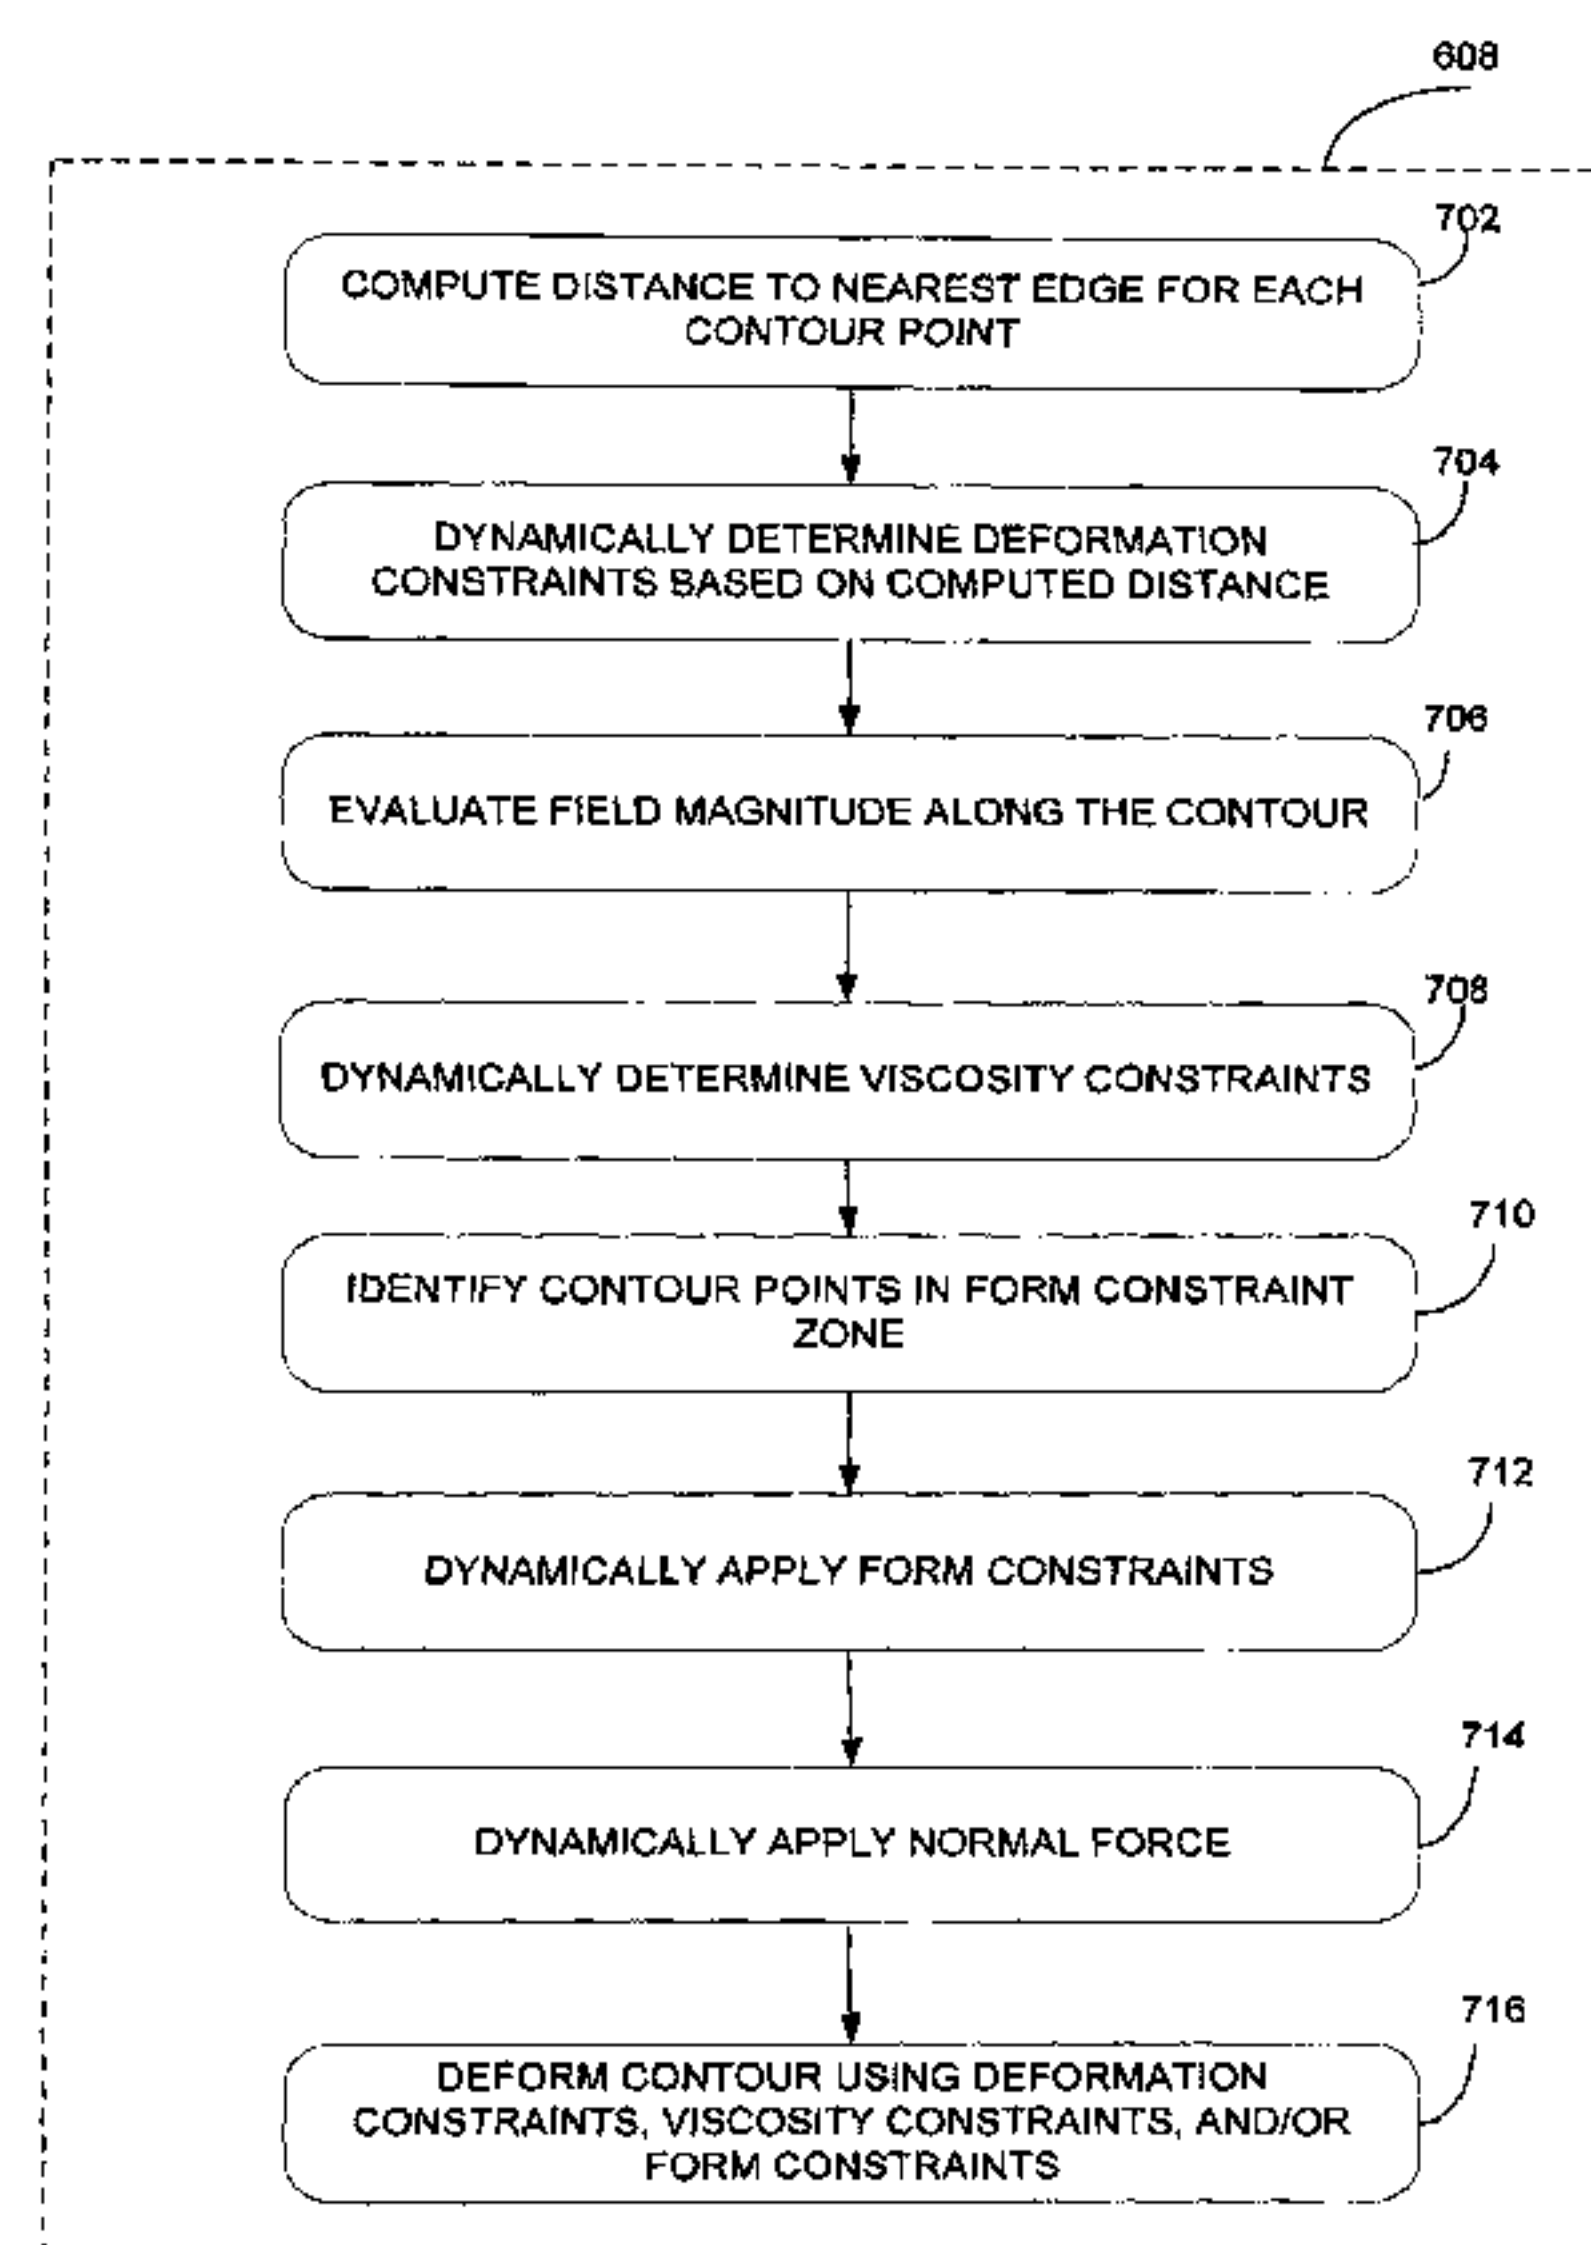 608
702
COMPUTE DISTANCE TO NEAREST EDGE FOR EACH
CONTOUR POINT
704
DYNAMICALLY DETERMINE DEFORMATION
CONSTRAINTS BASED ON COMPUTED DISTANCE
706
EVALUATE FIELD MAGNITUDE ALONG THE CONTOUR
708
DYNAMICALLY DETERMINE VISCOSITY CONSTRAINTS
710
IDENTIFY CONTOUR POINTS IN FORM CONSTRAINT
ZONE
712
DYNAMICALLY APPLY FORM CONSTRAINTS
714
DYNAMICALLY APPLY NORMAL FORCE
716
DEFORM CONTOUR USING DEFORMATION
CONSTRAINTS, VISCOSITY CONSTRAINTS, AND/OR
FORM CONSTRAINTS